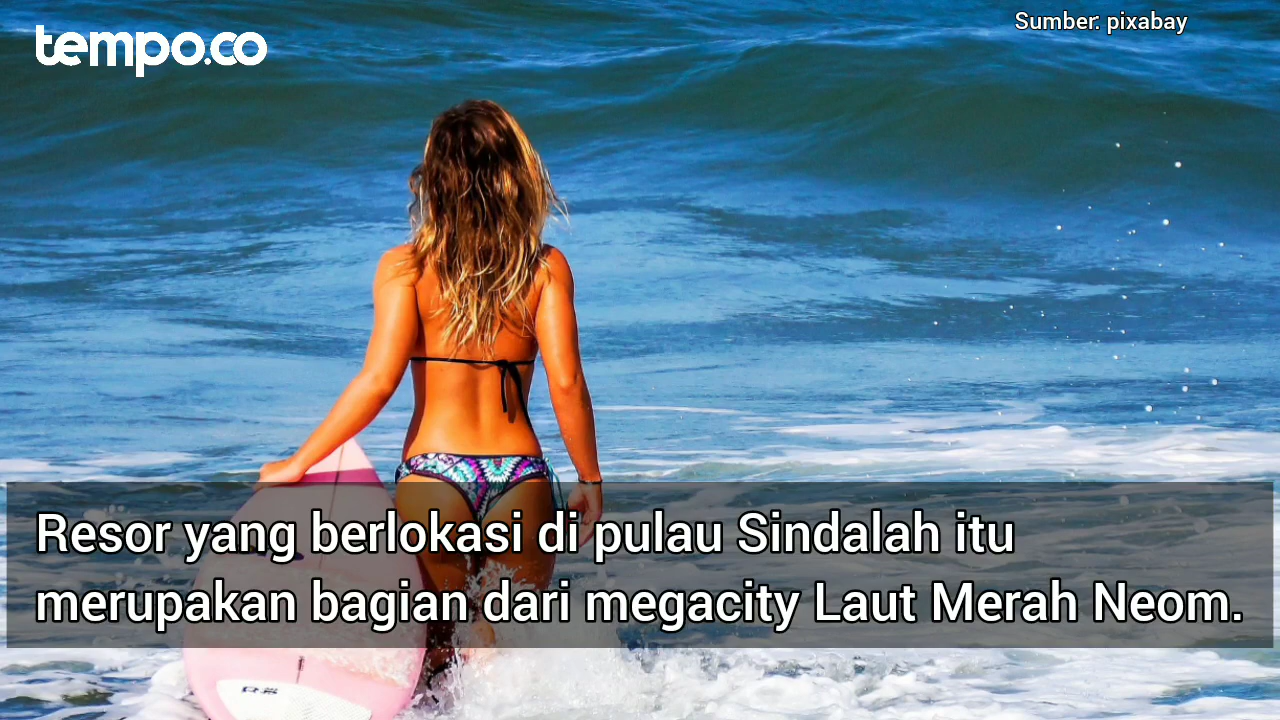 tempo.co
Sumber: pixabay
Resor yang berlokasi di pulau Sindalah itu
merupakan bagian dari megacity Laut Merah Neom.